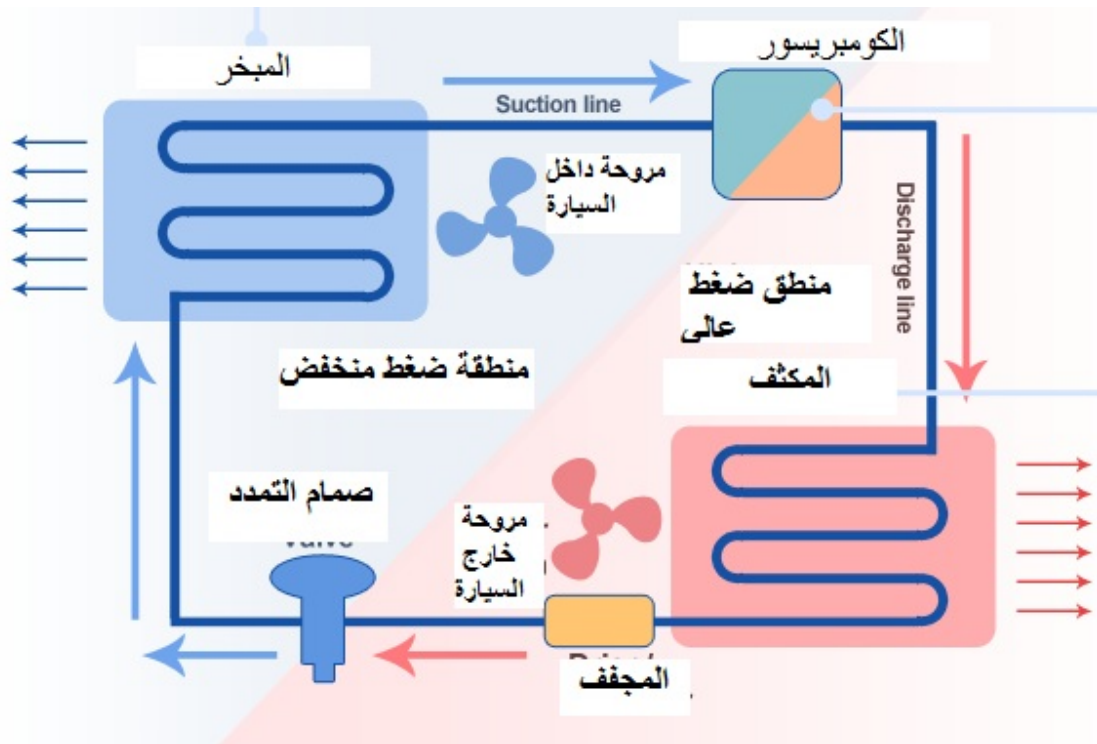 المبخر
الكومبريسور
Suction line
مروحة داخل
السيارة
Discharge line
منطق ضغط
عالى
منطقة ضغط منخفض
المكثف
صمام التمدد
مروحة
خارج
السيارة
المجفف